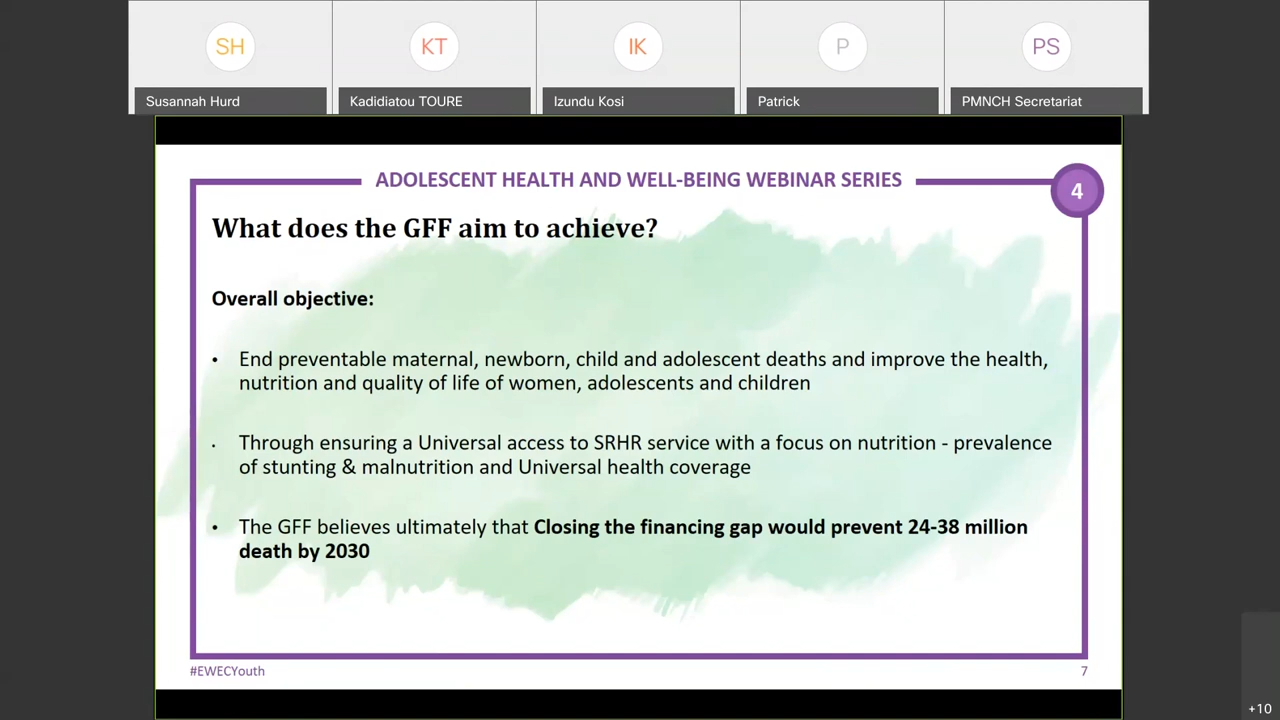 SH
KT
IK
P
PS
Susannah Hurd
Kadidiatou TOURE
Izundu Kosi
Patrick
PMNCH Secretariat
ADOLESCENT HEALTH AND WELL-BEING WEBINAR SERIES
4
What does the GFF aim to achieve?
Overall objective:
• End preventable maternal, newborn, child and adolescent deaths and improve the health,
nutrition and quality of life of women, adolescents and children
• Through ensuring a Universal access to SRHR service with a focus on nutrition - prevalence
of stunting & malnutrition and Universal health coverage
• The GFF believes ultimately that Closing the financing gap would prevent 24-38 million
death by 2030
#EWECYouth
7
+10